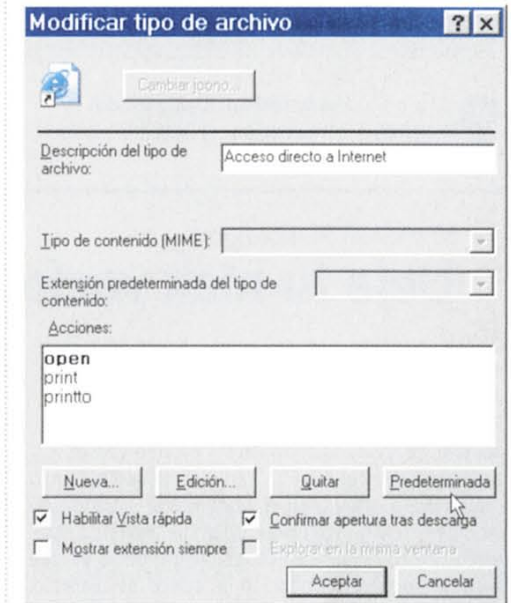 Modificar tipo de archivo
Cambiar icono...
Descripción del tipo de
archivo:
Acceso directo a Internet
Tipo de contenido (MIME):
Extensión predeterminada del tipo de
contenido:
Acciones:
open
print
printto
Nueva...
Edición...
Quitar
Predeterminada
Habilitar Vista rápida
Confirmar apertura tras descarga
Mostrar extensión siempre
Explorar en la misma ventana
Aceptar
Cancelar